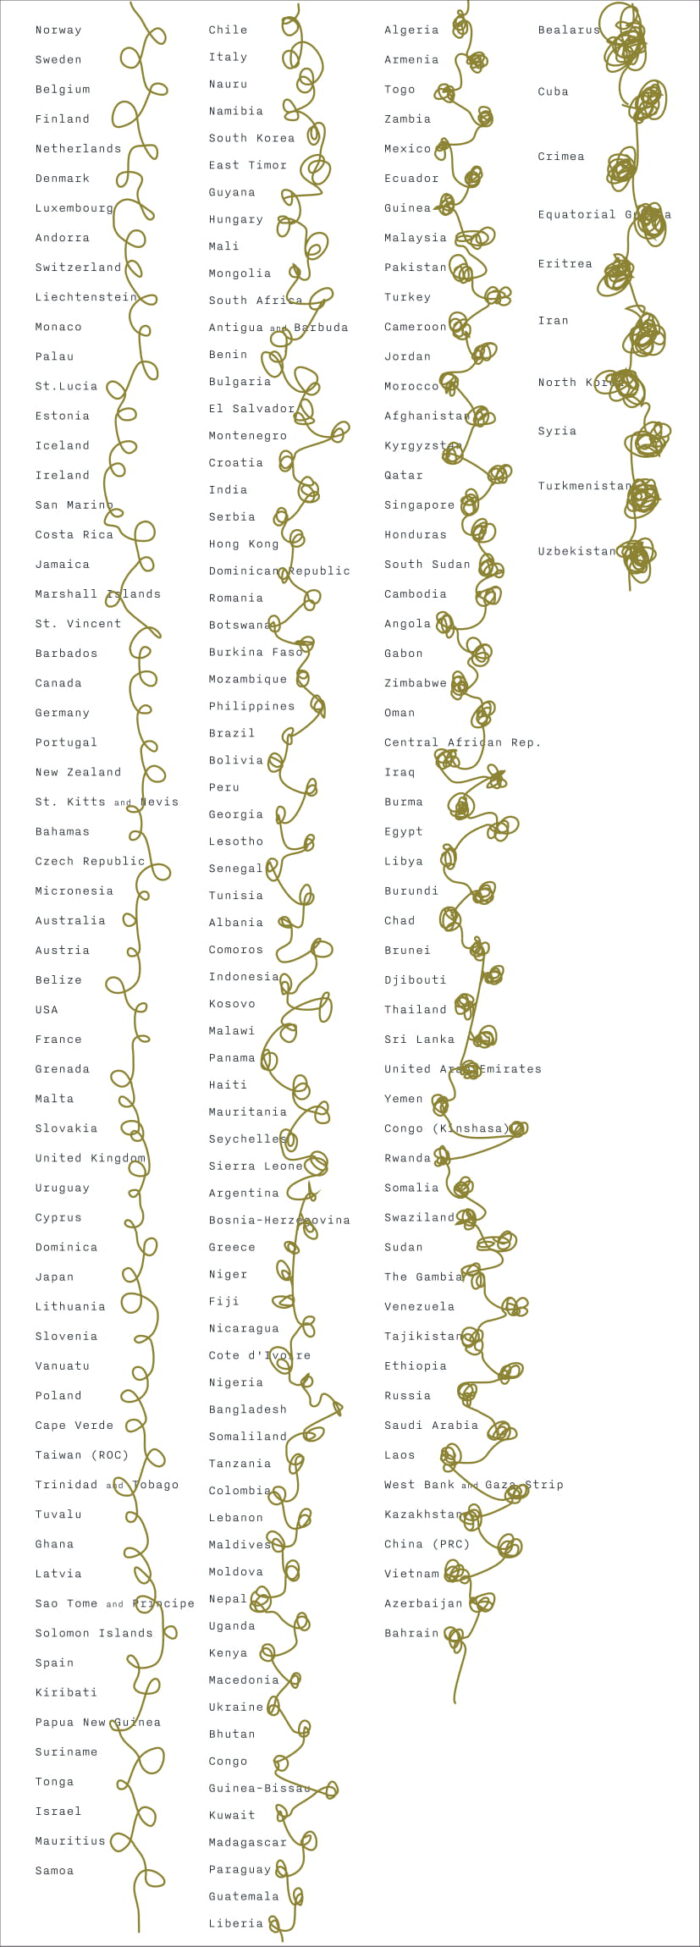 Norway
Sweden
Belgium
Finland
Netherlands
Denmark
Luxembourg
Andorra
Switzerland
Liechtenstein
Monaco
Palau
St.Lucia
Estonia
Iceland
Ireland
San Marino
Costa Rica
Jamaica
Marshall Islands
St. Vincent
Barbados
Canada
Germany
Portugal
New Zealand
St. Kitts and Nevis
Bahamas
Czech Republic
Micronesia
Australia
Austria
Belize
USA
France
Grenada
Malta
Slovakia
United Kingdom
Uruguay
Cyprus
Dominica
Japan
Lithuania
Slovenia
Vanuatu
Poland
Cape Verde
Taiwan (ROC)
Trinidad and Tobago
Tuvalu
Ghana
Latvia
Sao Tome and Principe
Solomon Islands
Spain
Kiribati
Papua New Guinea
Suriname
Tonga
Israel
Mauritius
Samoa
Chile
Italy
Nauru
Namibia
South Korea
East Timor
Guyana
Hungary
Mali
Mongolia
South Africa
Antigua and Barbuda
Benin
Bulgaria
El Salvador
Montenegro
Croatia
India
Serbia
Hong Kong
Dominican Republic
Romania
Botswana
Burkina Faso
Mozambique
Philippines
Brazil
Bolivia
Peru
Georgia
Lesotho
Senegal
Tunisia
Albania
Comoros
Indonesia
Kosovo
Malawi
Panama
Haiti
Mauritania
Seychelles
Sierra Leone
Argentina
Bosnia-Herzegovina
Greece
Niger
Fiji
Nicaragua
Cote d'Ivoire
Nigeria
Bangladesh
Somaliland
Tanzania
Colombia
Lebanon
Maldives
Moldova
Nepal
Uganda
Kenya
Macedonia
Ukraine
Bhutan
Congo
Guinea-Bissau
Kuwait
Madagascar
Paraguay
Guatemala
Liberia
Algeria
Armenia
Togo
Zambia
Mexico
Ecuador
Guinea
Malaysia
Pakistan
Turkey
Cameroon
Jordan
Morocco
Afghanistan
Kyrgyzstan
Qatar
Singapore
Honduras
South Sudan
Cambodia
Angola
Gabon
Zimbabwe
Oman
Central African Rep.
Iraq
Burma
Egypt
Libya
Burundi
Chad
Brunei
Djibouti
Thailand
Sri Lanka
United Arab Emirates
Yemen
Congo (Kinshasa)
Rwanda
Somalia
Swaziland
Sudan
The Gambia
Venezuela
Tajikistan
Ethiopia
Russia
Saudi Arabia
Laos
West Bank and Gaza Strip
Kazakhstan
China (PRC)
Vietnam
Azerbaijan
Bahrain
Bealarus
Cuba
Crimea
Equatorial Guinea
Eritrea
Iran
North Korea
Syria
Turkmenistan
Uzbekistan